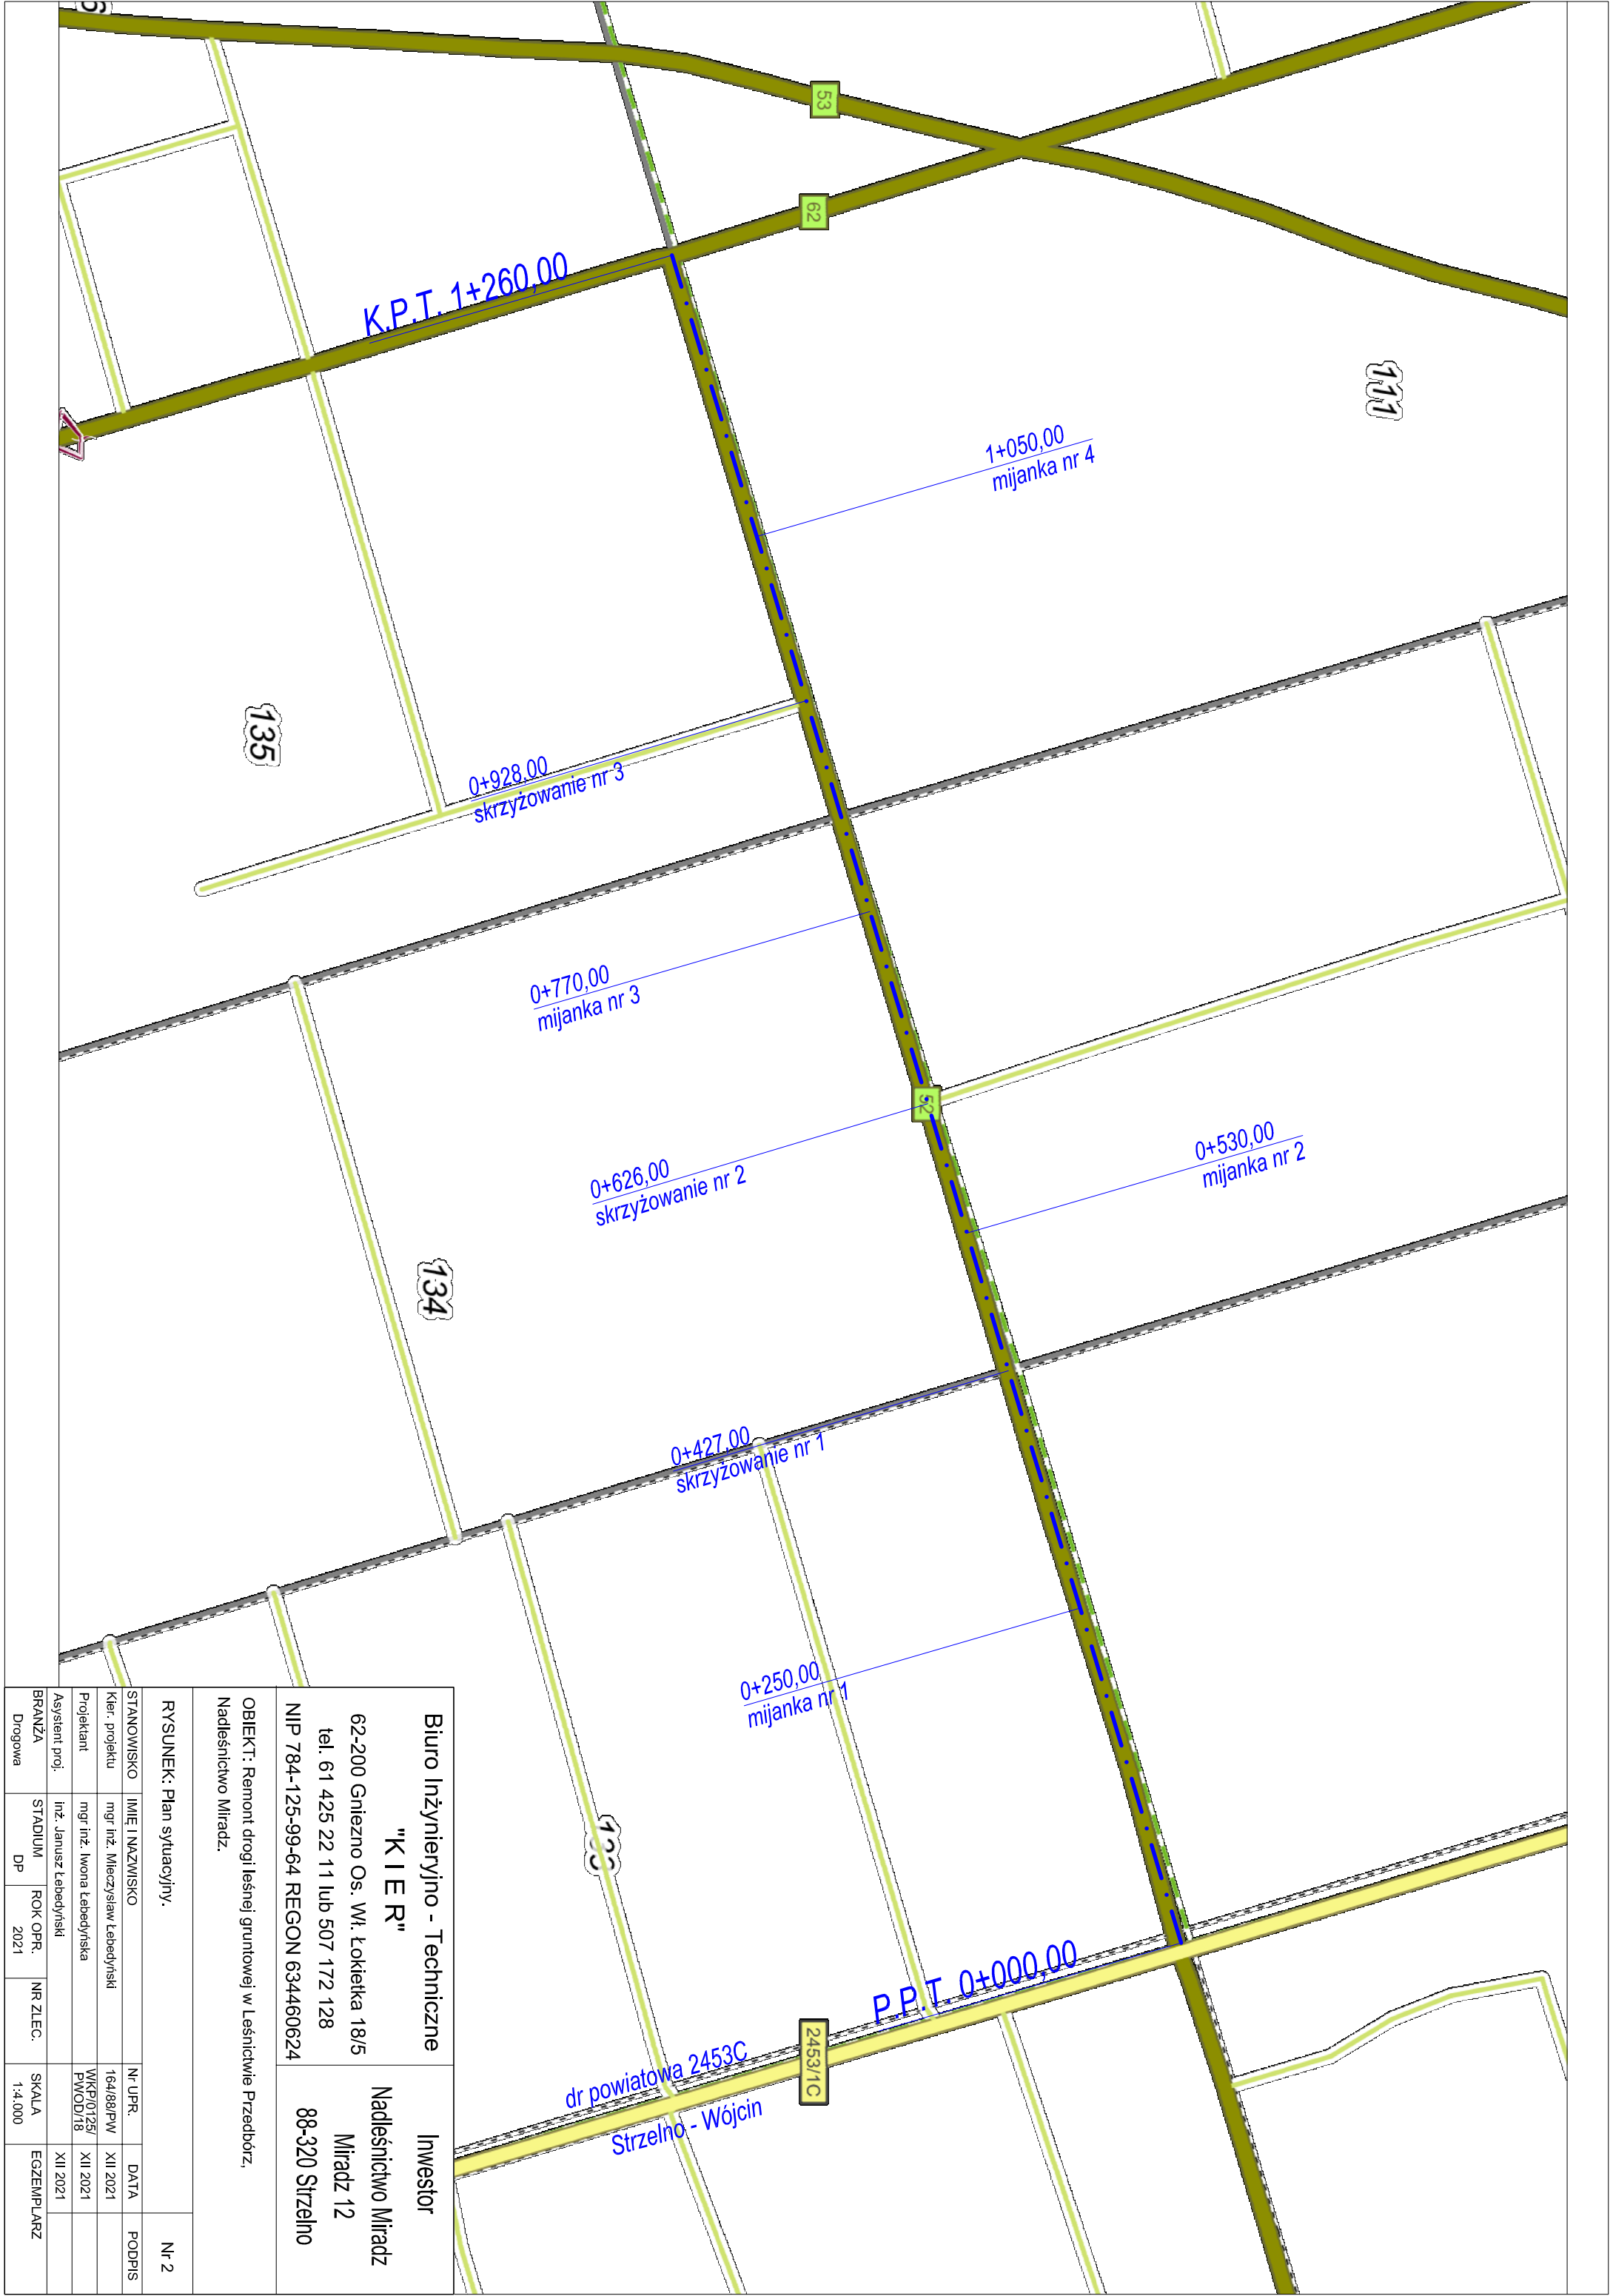 53
62
K.P.T. 1+260,00
111
1+050,00
mijanka nr 4
135
0+928,00
skrzyżowanie nr 3
0+770,00
mijanka nr 3
52
0+626,00
skrzyżowanie nr 2
0+530,00
mijanka nr 2
134
0+427,00
skrzyżowanie nr 1
0+250,00
mijanka nr 1
133
P.P.T. 0+000,00
2453/1C
dr powiatowa 2453C
Strzelno - Wójcin
Biuro Inżynieryjno - Techniczne
"K I E R"
62-200 Gniezno Os. Wł. Łokietka 18/5
tel. 61 425 22 11 lub 507 172 128
NIP 784-125-99-64 REGON 634460624
Inwestor
Nadleśnictwo Miradz
Miradz 12
88-320 Strzelno
OBIEKT: Remont drogi leśnej gruntowej w Leśnictwie Przedbórz,
Nadleśnictwo Miradz.
RYSUNEK: Plan sytuacyjny.
Nr 2
STANOWISKO IMIĘ I NAZWISKO Nr UPR. DATA PODPIS
Kier. projektu mgr inż. Mieczysław Łebedyński 164/88/PW XII 2021
Projektant mgr inż. Iwona Łebedyńska WKP/0125/ PWOD/18 XII 2021
Asystent proj. inż. Janusz Łebedyński XII 2021
BRANŻA STADIUM ROK OPR. NR ZLEC. SKALA EGZEMPLARZ
Drogowa DP 2021 1:4.000